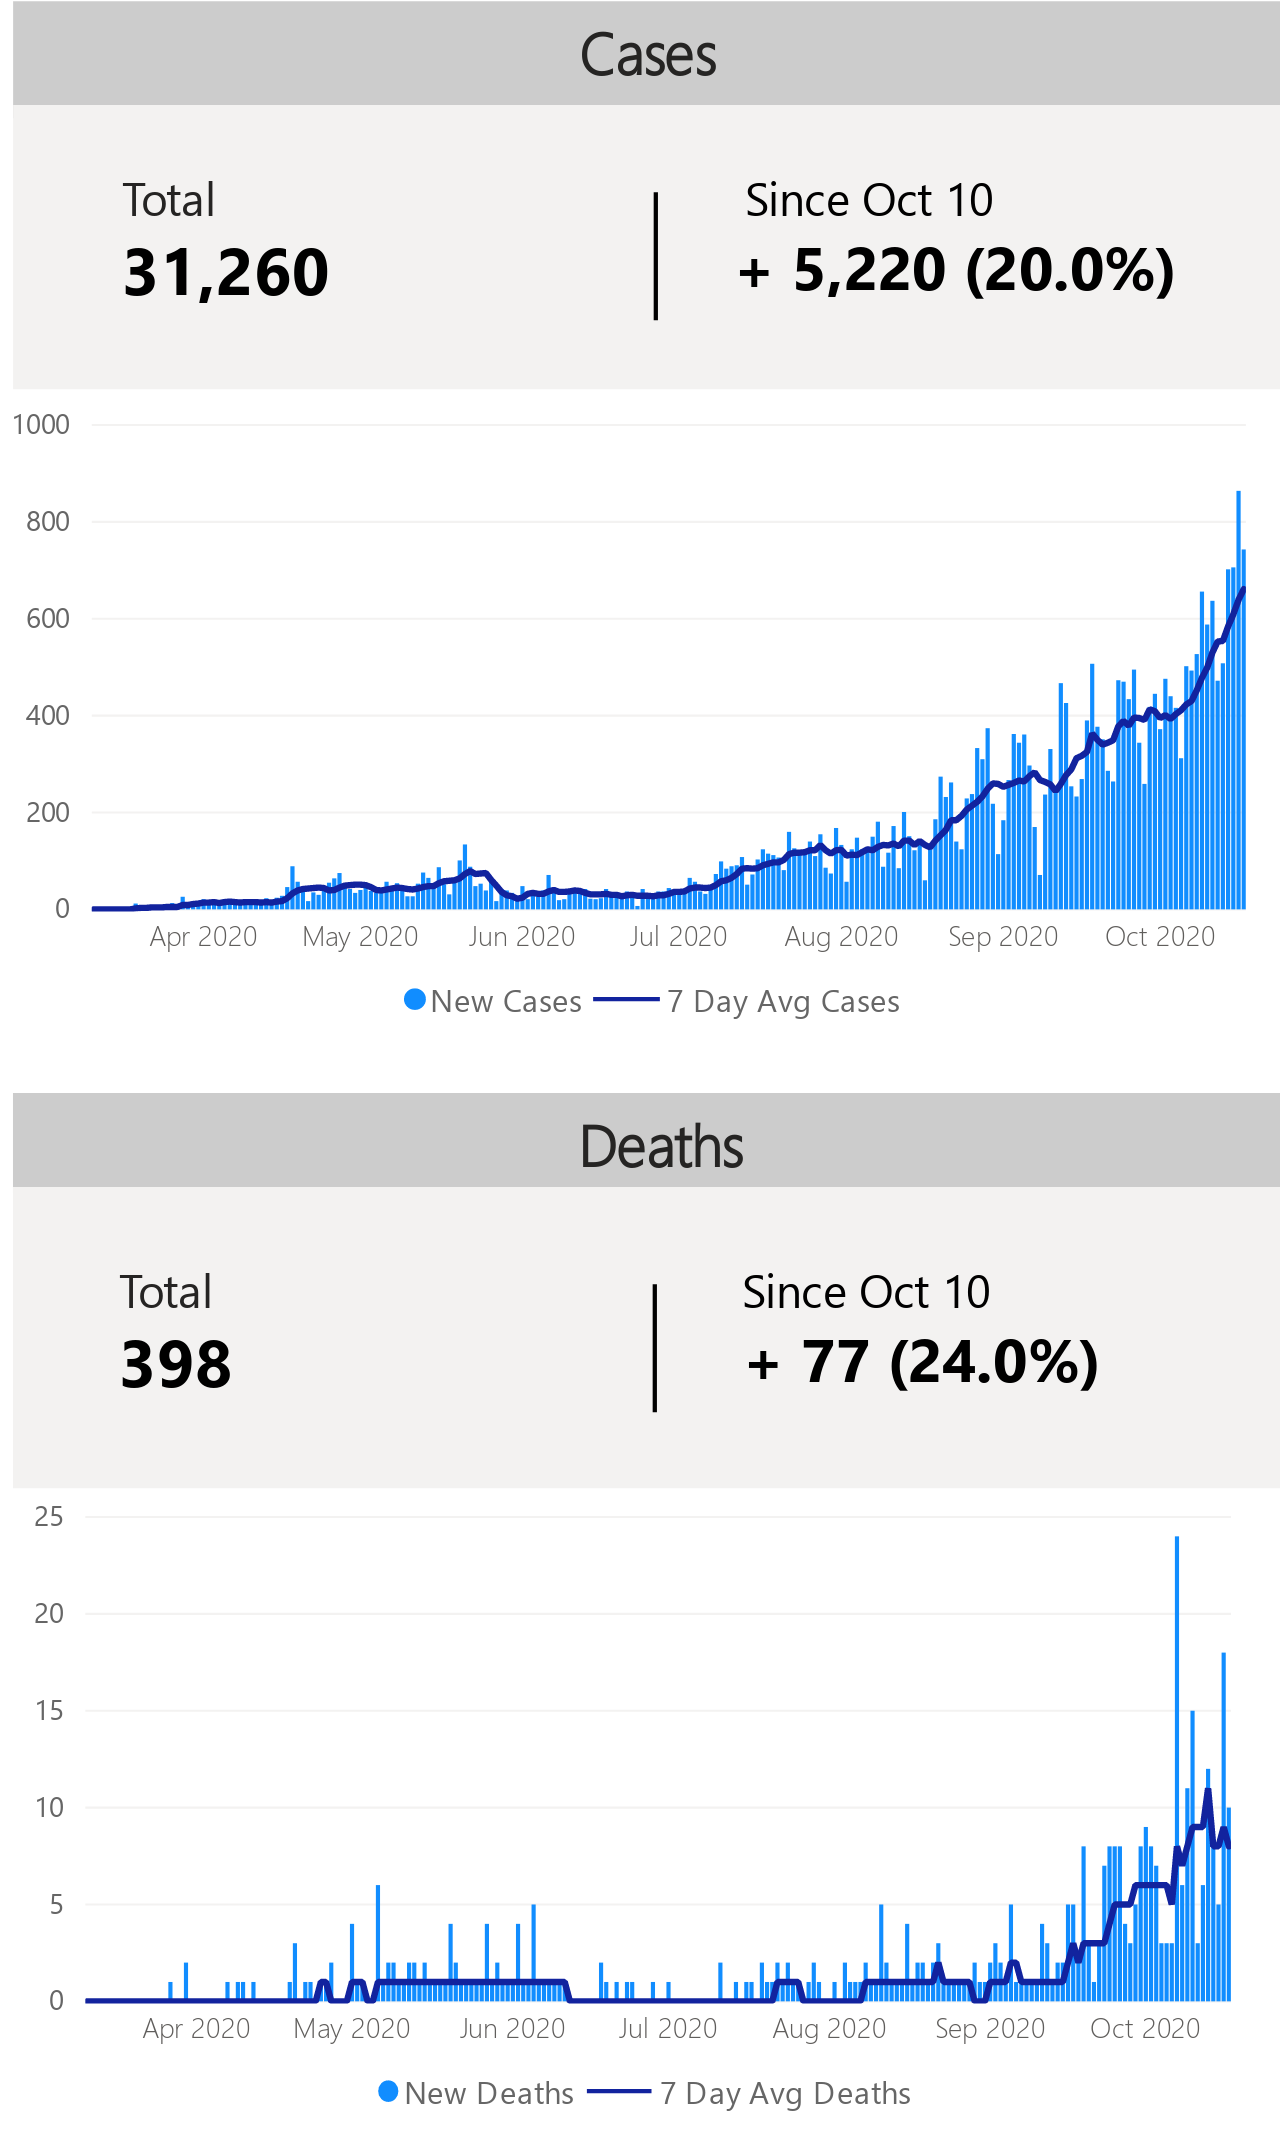 Cases
Total
Since Oct 10
31,260
+ 5,220 (20.0%)
1000
800
600
400
200
0
Apr 2020 May 2020 Jun 2020 Jul 2020 Aug 2020 Sep 2020 Oct 2020
New Cases 7 Day Avg Cases
Deaths
Total
Since Oct 10
398
+ 77 (24.0%)
25
20
15
10
5
0
Apr 2020 May 2020 Jun 2020 Jul 2020 Aug 2020 Sep 2020 Oct 2020
New Deaths 7 Day Avg Deaths